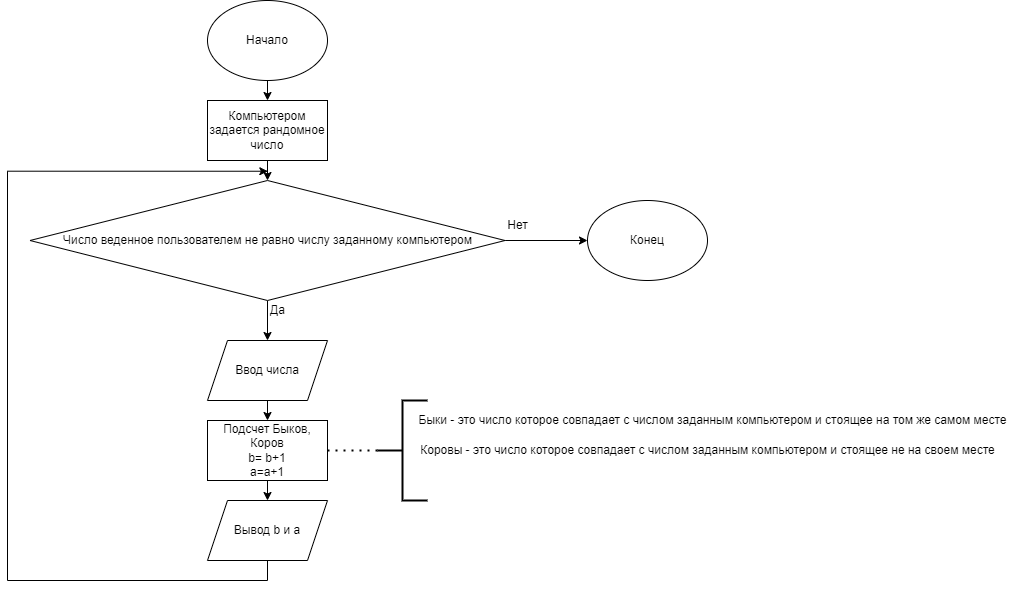 Начало
Компьютером
задается рандомное
число
Число веденное пользователем не равно числу заданному компьютером
Нет
Конец
Да
Ввод числа
Подсчет Быков,
Коров
b= b+1
a=a+1
Быки - это число которое совпадает с числом заданным компьютером и стоящее на том же самом месте
Коровы - это число которое совпадает с числом заданным компьютером и стоящее не на своем месте
Вывод b и a